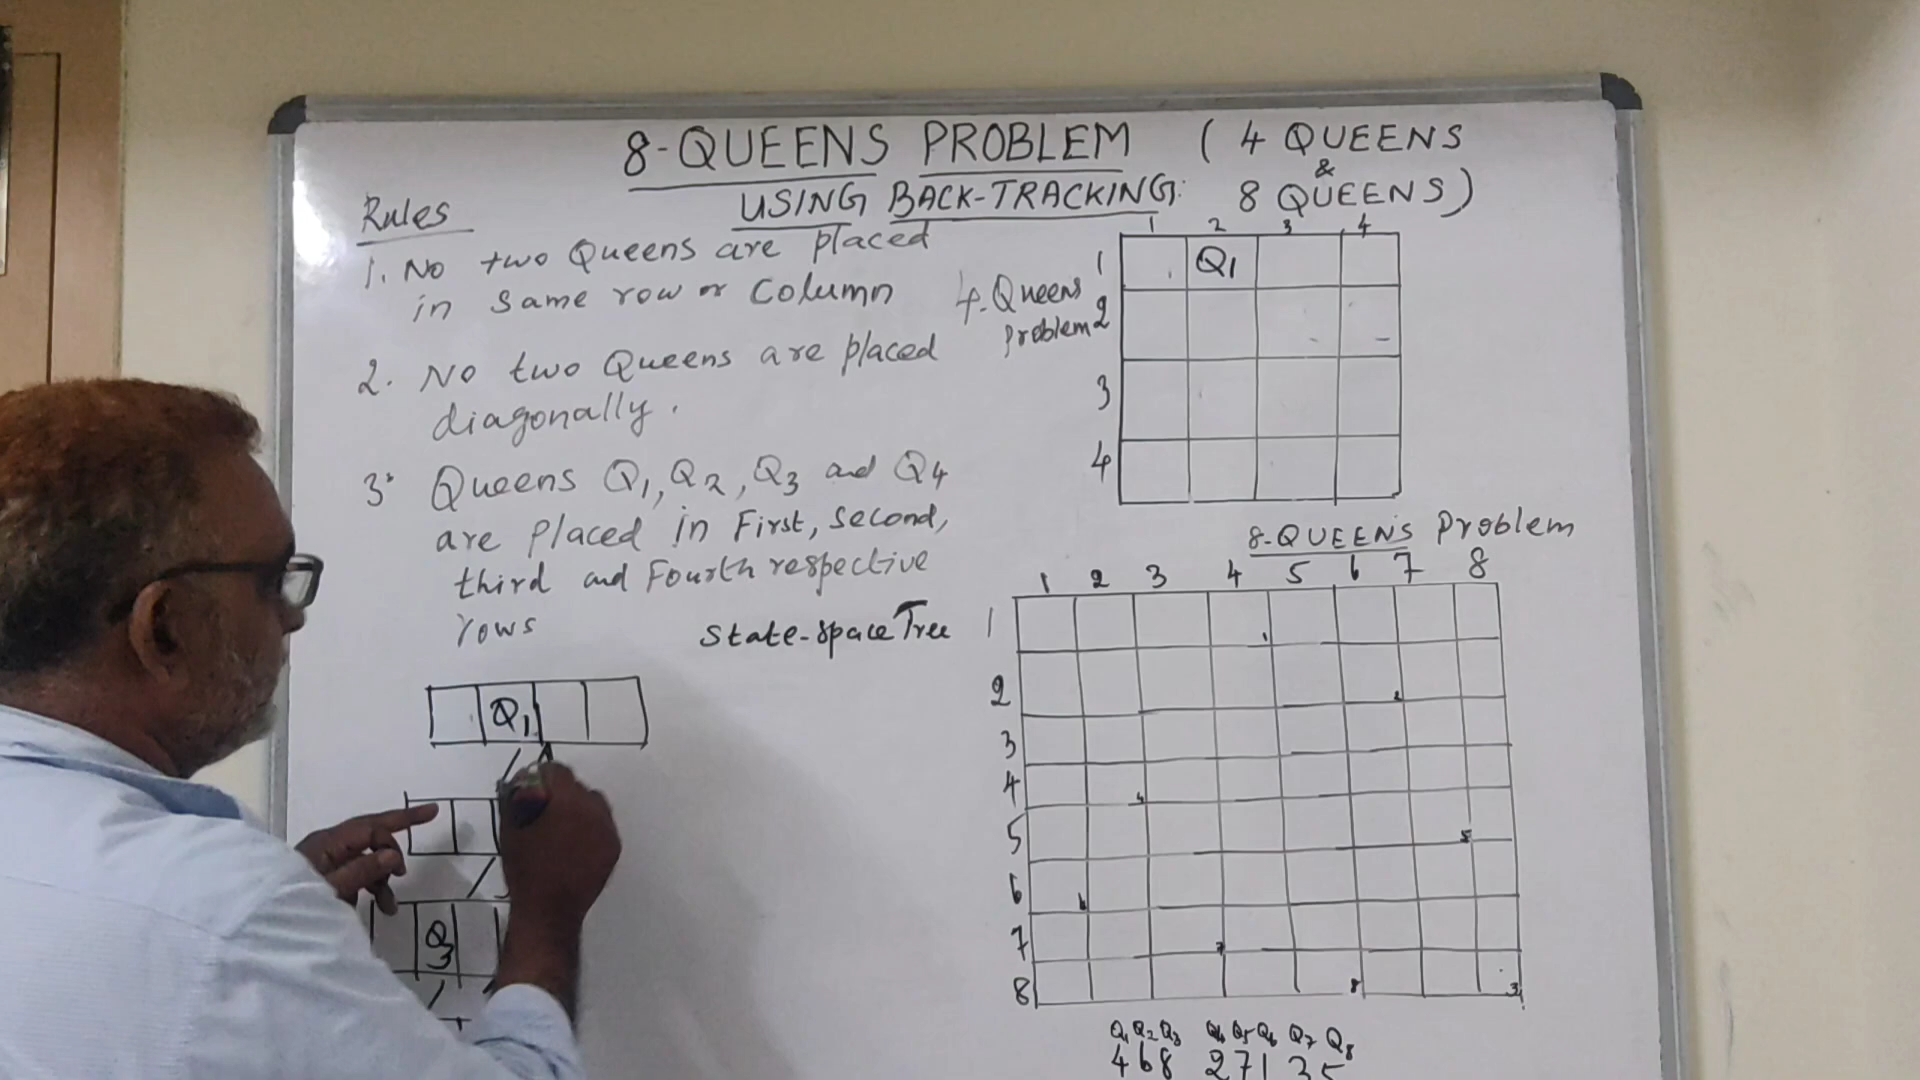 8-QUEENS PROBLEM ( 4 QUEENS
&
USING BACK-TRACKING: 8 QUEENS)
Rules
1. No two Queens are placed
in same row or column
2. No two Queens are placed
diagonally.
3. Queens Q1, Q2, Q3 and Q4
are placed in First, second,
third and Fourth respective
rows
State-space Tree
Q1
Q3
4-Queens
Problem
1 2 3 4
1 Q1
2
3
4
8-QUEENS Problem
1 2 3 4 5 6 7 8
1
2
3
4
5
6
7
8
Q1 Q2 Q3 Q4 Q5 Q6 Q7 Q8
4 6 8 2 7 1 3 5